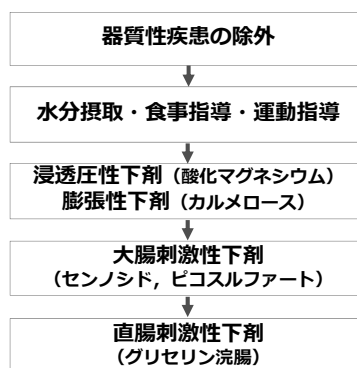 器質性疾患の除外
水分摂取・食事指導・運動指導
浸透圧性下剤（酸化マグネシウム）
膨張性下剤（カルメロース）
大腸刺激性下剤
（センノシド，ピコスルファート）
直腸刺激性下剤
（グリセリン浣腸）